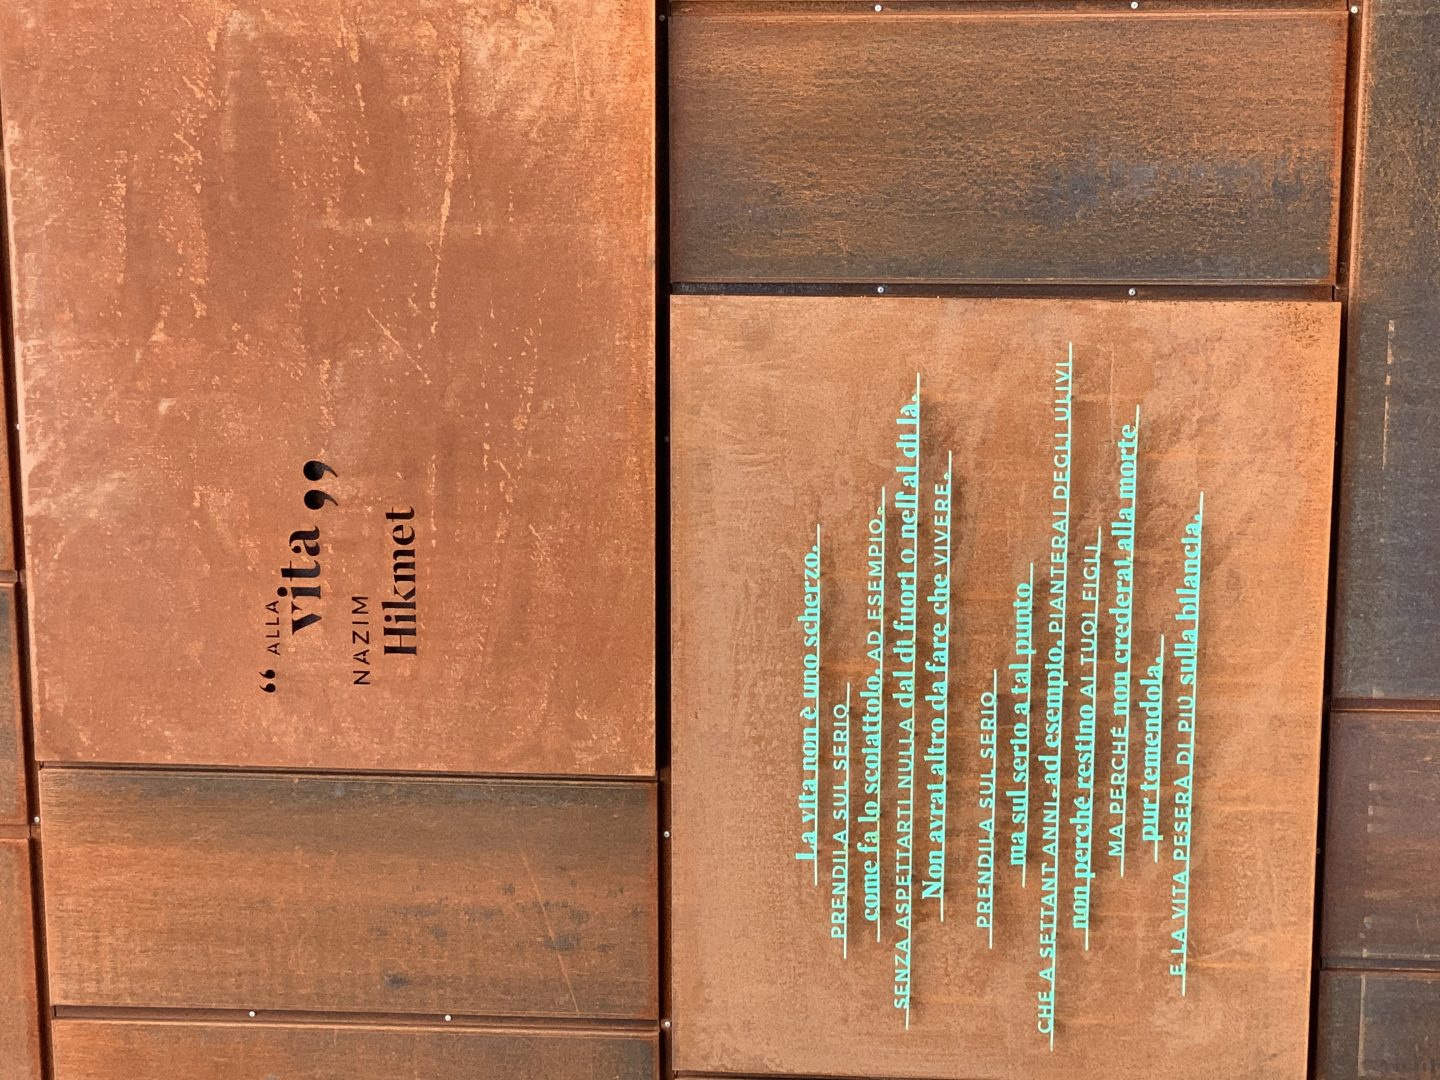 “ ALLA
vita ”
NAZIM
Hikmet
La vita non è uno scherzo.
PRENDILA SUL SERIO
come fa lo scoiattolo, AD ESEMPIO,
SENZA ASPETTARTI NULLA dal di fuori o nell'al di là.
Non avrai altro da fare che VIVERE.
PRENDILA SUL SERIO
ma sul serio a tal punto
CHE A SETTANT'ANNI, ad esempio, PIANTERAI DEGLI ULIVI
non perché restino AI TUOI FIGLI
MA PERCHÉ non crederai alla morte
pur temendola,
E LA VITA PESERÀ DI PIÙ sulla bilancia.